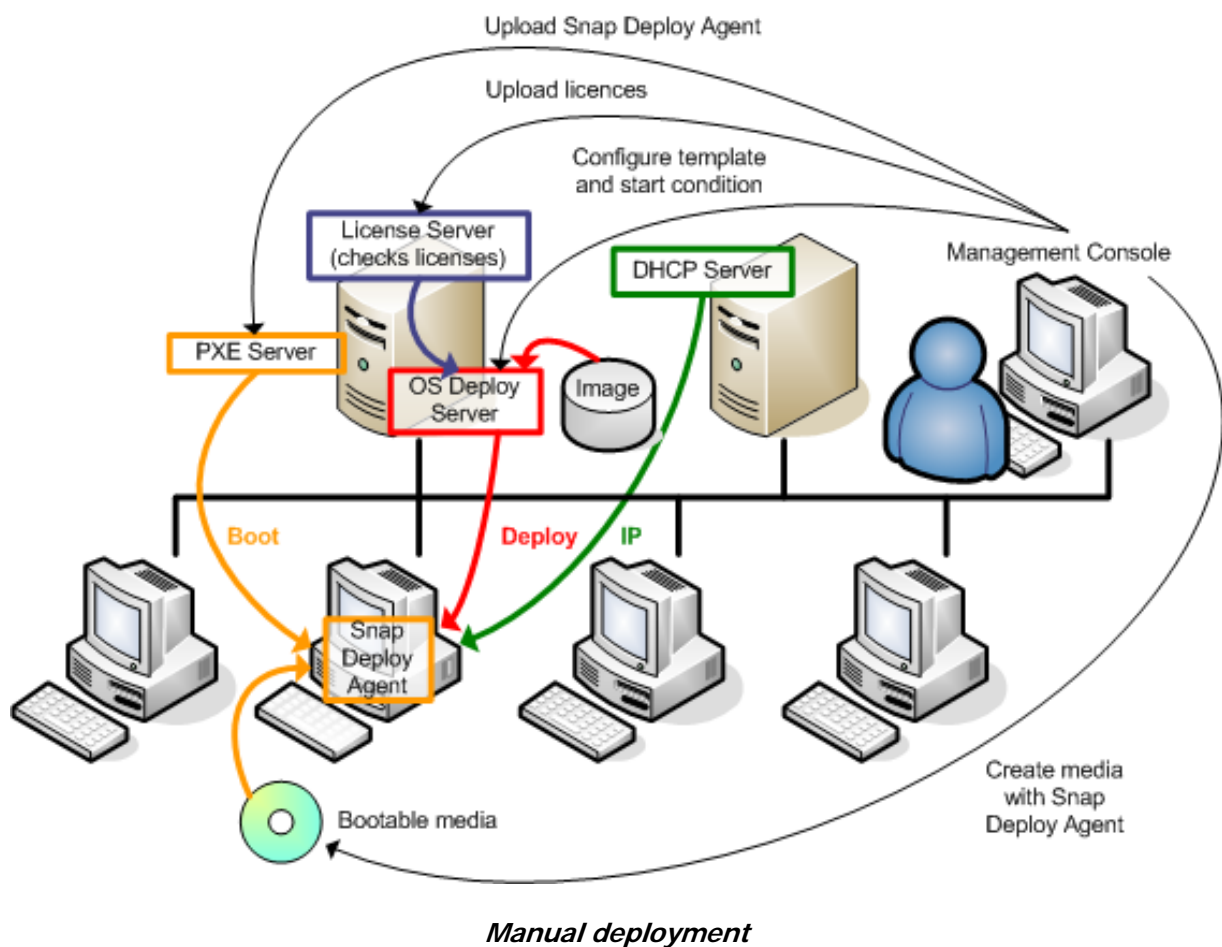 Upload Snap Deploy Agent
Upload licences
Configure template
and start condition
License Server
(checks licenses)
DHCP Server
Management Console
PXE Server
OS Deploy
Server
Image
Boot
Deploy
IP
Snap
Deploy
Agent
Bootable media
Create media
with Snap
Deploy Agent
Manual deployment